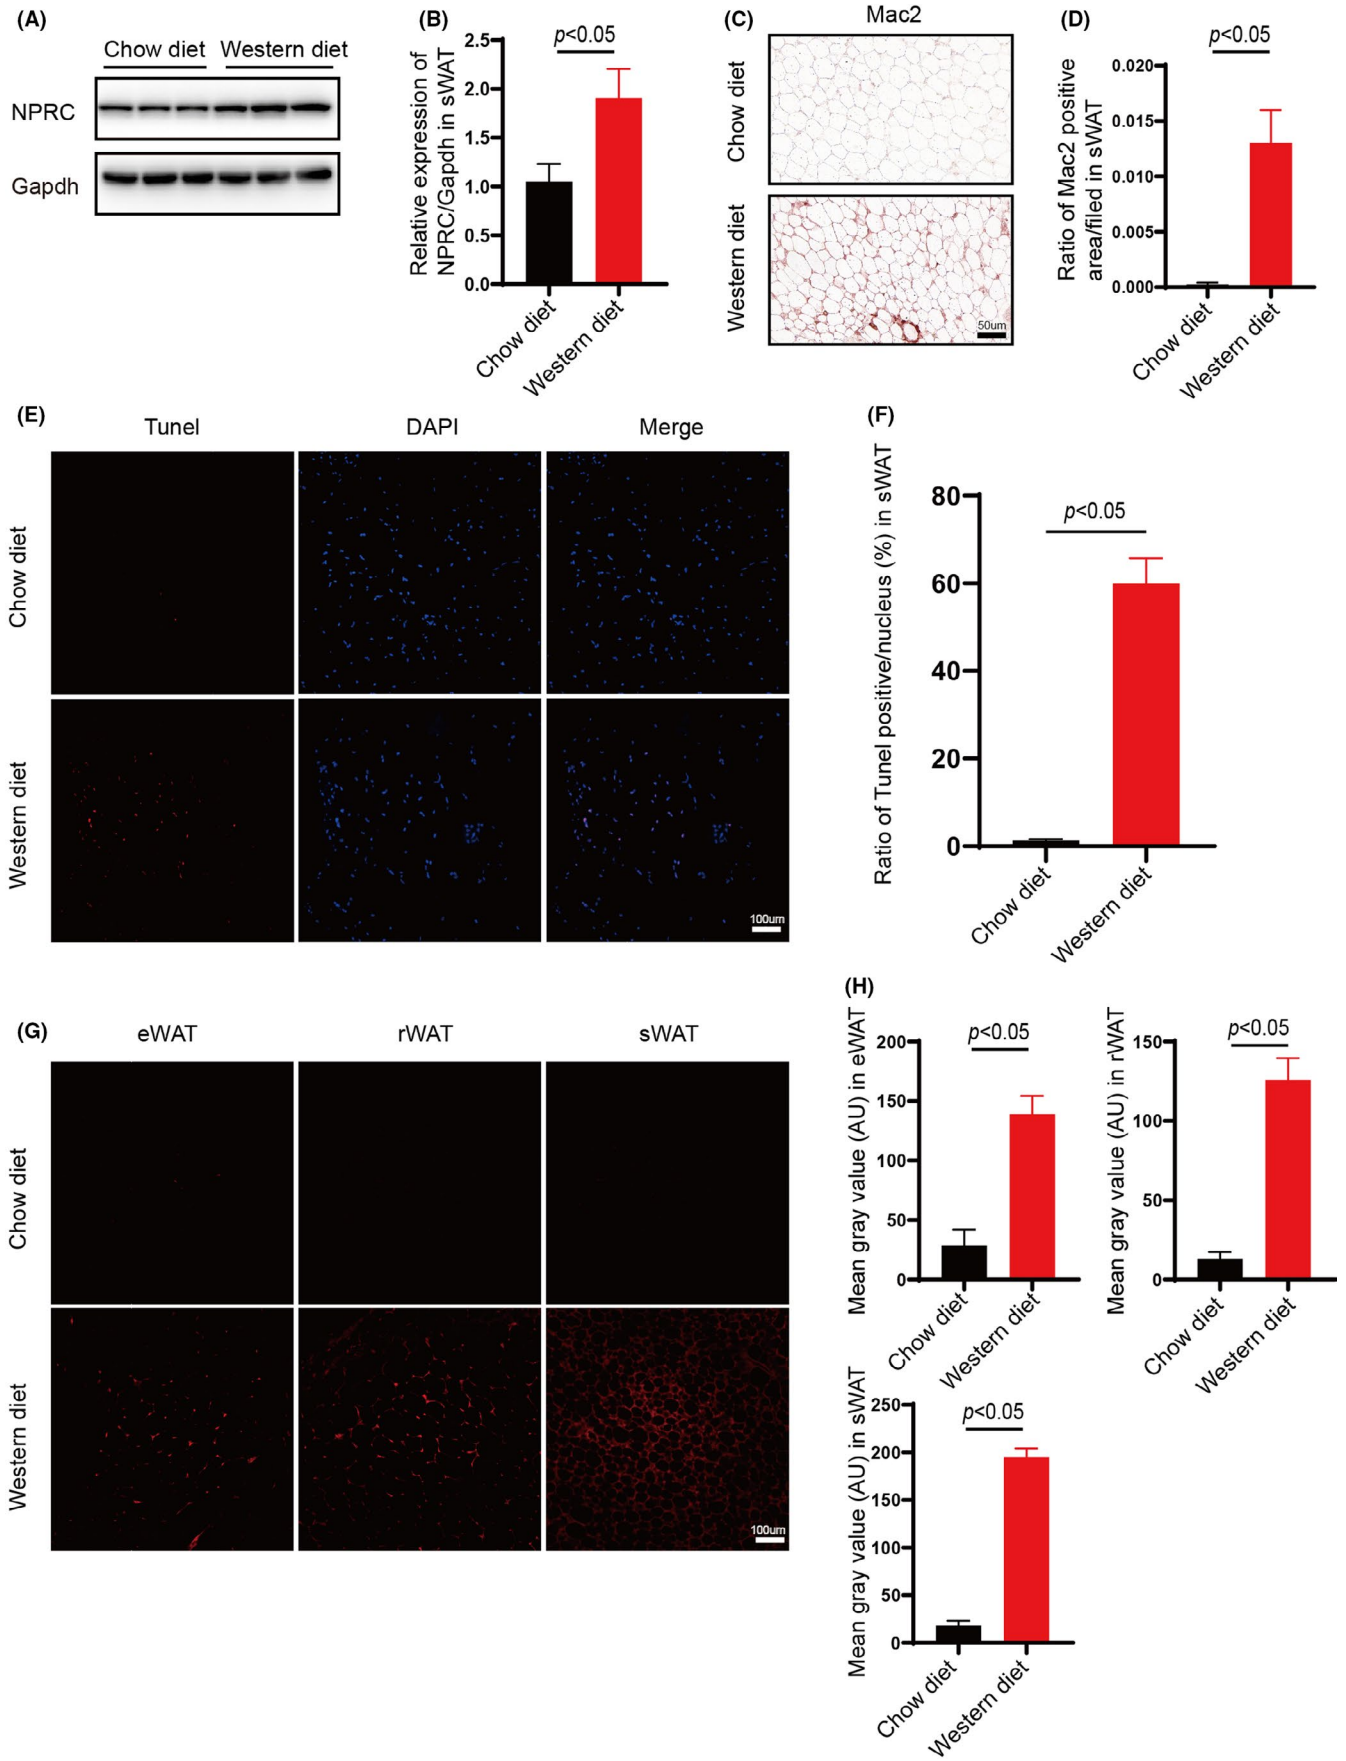 (A)
Chow diet Western diet
NPRC
Gapdh
(B)
Relative expression of
NPRC/Gapdh in sWAT
2.5
2.0
1.5
1.0
0.5
0.0
p<0.05
Chow diet
Western diet
(C)
Mac2
Chow diet
Western diet
50um
(D)
Ratio of Mac2 positive
area/filed in sWAT
p<0.05
0.020
0.015
0.010
0.005
0.000
Chow diet
Western diet
(E)
Tunel DAPI Merge
Chow diet
Western diet
100um
(F)
Ratio of Tunel positive/nucleus (%) in sWAT
80
60
40
20
0
p<0.05
Chow diet
Western diet
(G)
eWAT rWAT sWAT
Chow diet
Western diet
100um
(H)
Mean gray value (AU) in eWAT
200
150
100
50
0
p<0.05
Chow diet
Western diet
Mean gray value (AU) in rWAT
150
100
50
0
p<0.05
Chow diet
Western diet
Mean gray value (AU) in sWAT
250
200
150
100
50
0
p<0.05
Chow diet
Western diet